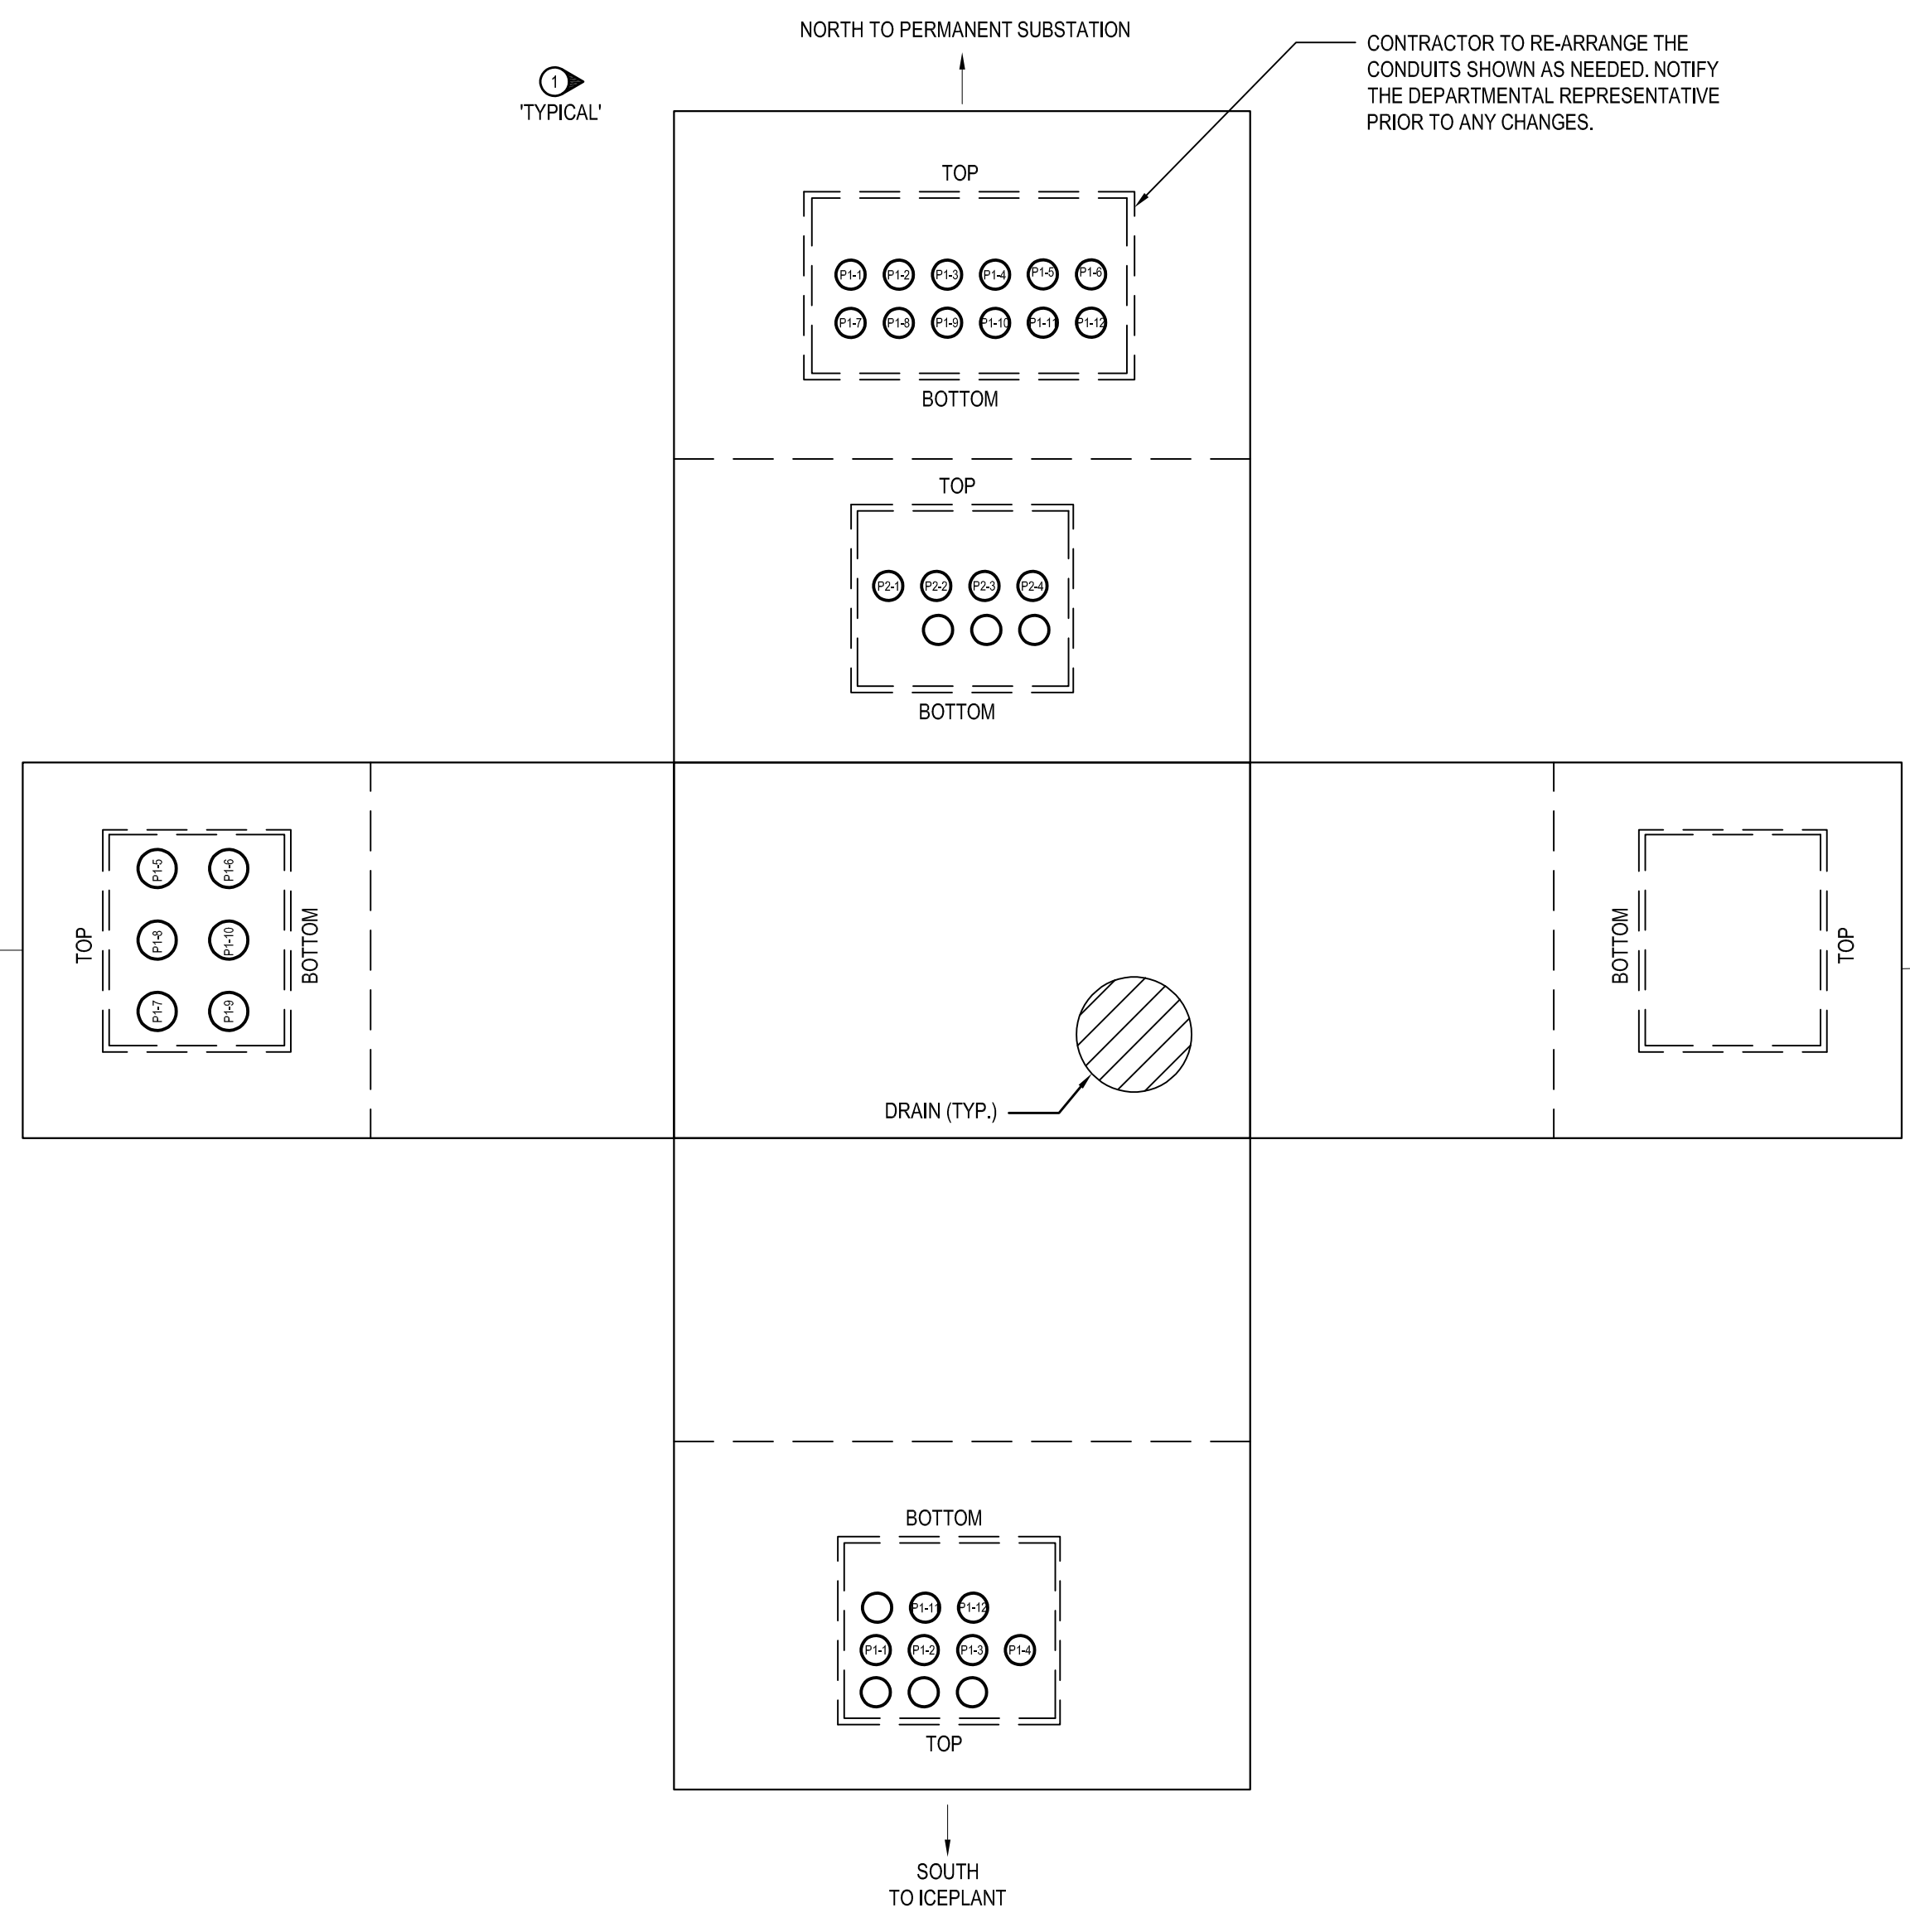 NORTH TO PERMANENT SUBSTATION
CONTRACTOR TO RE-ARRANGE THE
CONDUITS SHOWN AS NEEDED. NOTIFY
THE DEPARTMENTAL REPRESENTATIVE
PRIOR TO ANY CHANGES.
1
'TYPICAL'
TOP
P1-1 P1-2 P1-3 P1-4 P1-5 P1-6
P1-7 P1-8 P1-9 P1-10 P1-11 P1-12
BOTTOM
TOP
P2-1 P2-2 P2-3 P2-4
BOTTOM
TOP
P1-5 P1-6
P1-8 P1-10
P1-7 P1-9
BOTTOM
BOTTOM
TOP
DRAIN (TYP.)
BOTTOM
P1-11 P1-12
P1-1 P1-2 P1-3 P1-4
TOP
SOUTH
TO ICEPLANT